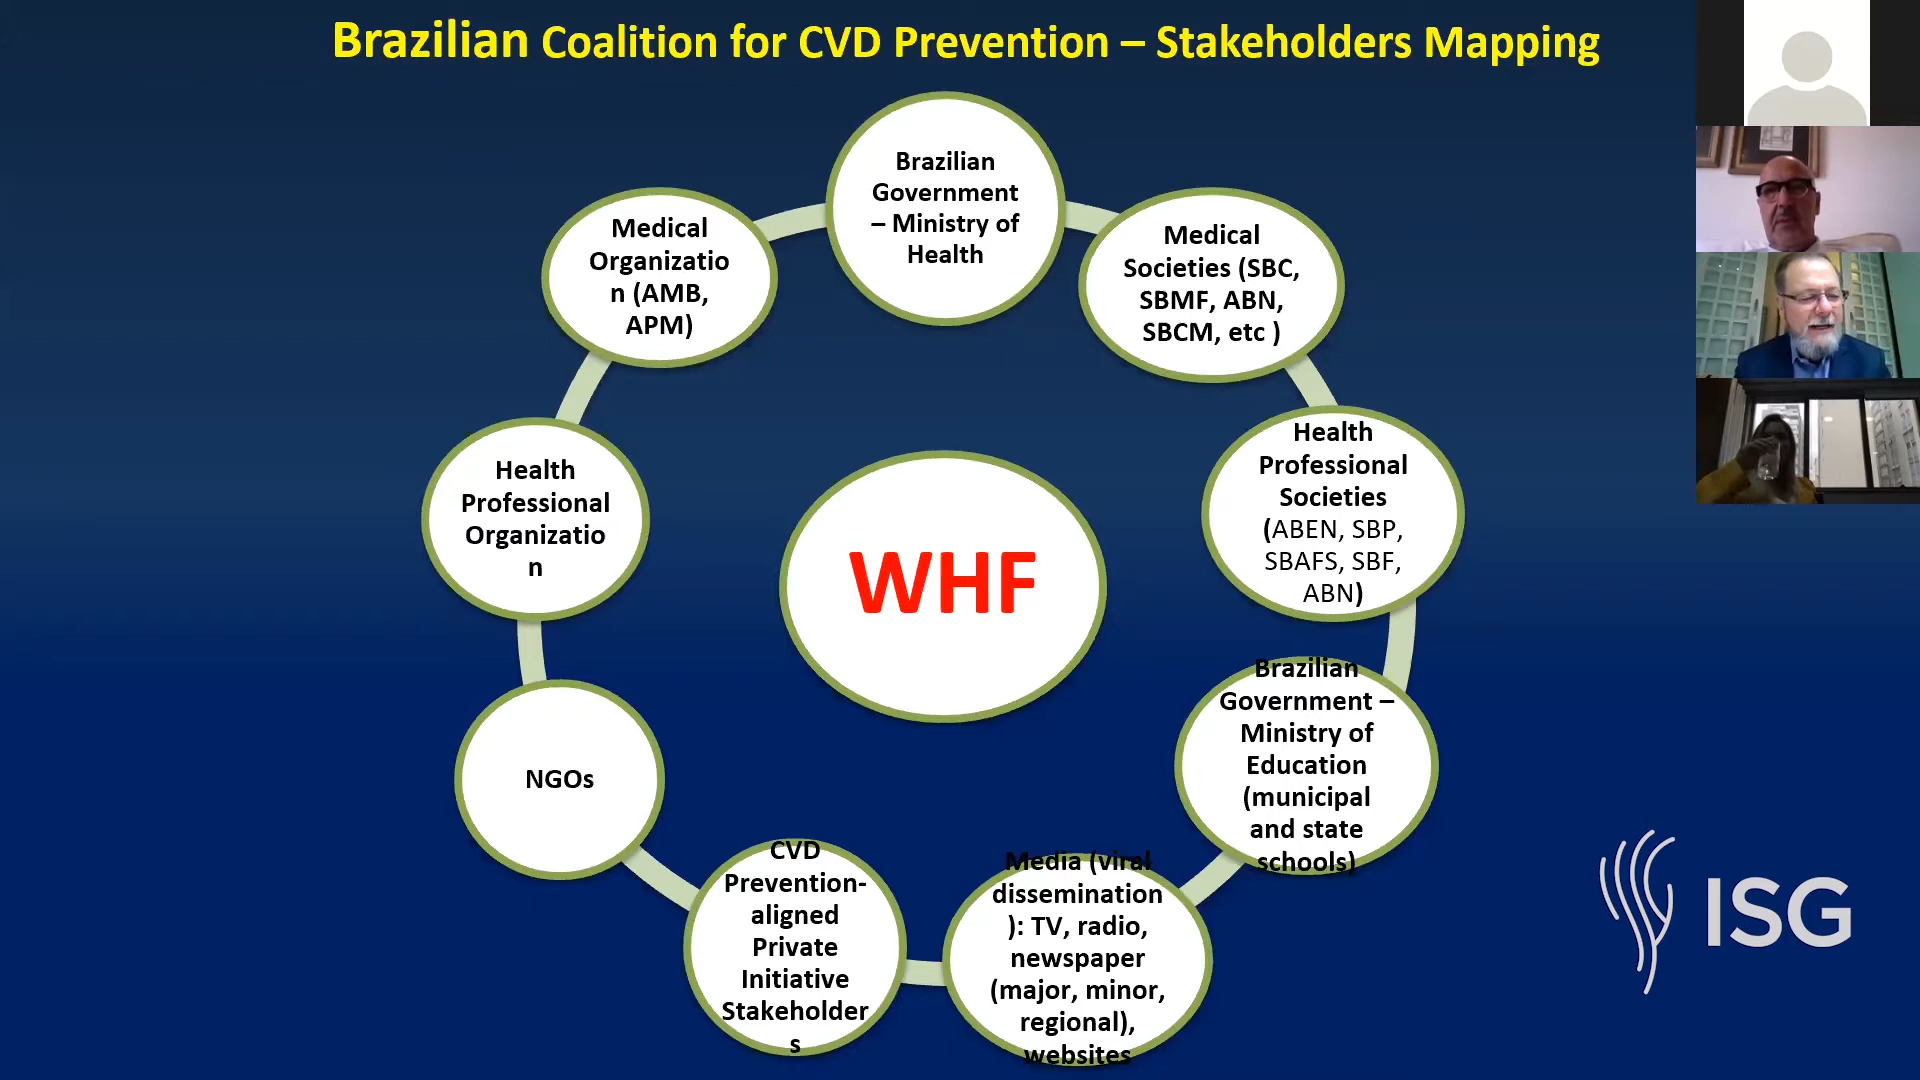 Brazilian Coalition for CVD Prevention – Stakeholders Mapping
Brazilian
Government
– Ministry of
Health
Medical
Societies (SBC,
SBMF, ABN,
SBCM, etc )
Health
Professional
Societies
(ABEN, SBP,
SBAFS, SBF,
ABN)
Brazilian
Government –
Ministry of
Education
(municipal
and state
schools)
Media (viral
dissemination
): TV, radio,
newspaper
(major, minor,
regional),
websites
CVD
Prevention-
aligned
Private
Initiative
Stakeholder
s
NGOs
Health
Professional
Organizatio
n
Medical
Organizatio
n (AMB,
APM)
WHF
ISG